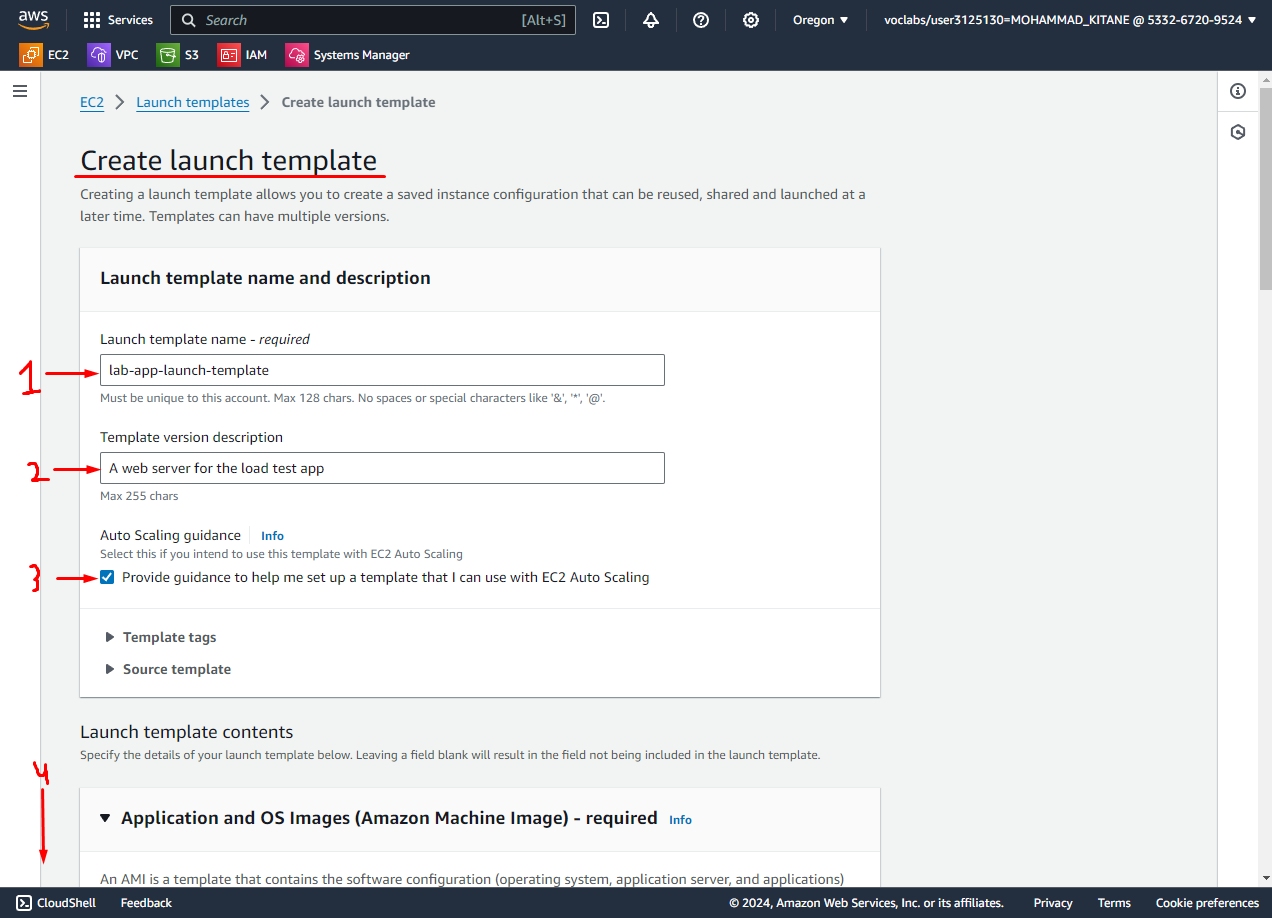 aws
Services
Search [Alt+S]
Oregon ▼
voclabs/user3125130=MOHAMMAD_KITANE @ 5332-6720-9524 ▼
EC2 VPC S3 IAM Systems Manager
EC2 > Launch templates > Create launch template
Create launch template
Creating a launch template allows you to create a saved instance configuration that can be reused, shared and launched at a
later time. Templates can have multiple versions.
Launch template name and description
Launch template name - required
1
lab-app-launch-template
Must be unique to this account. Max 128 chars. No spaces or special characters like '&', '*', '@'.
Template version description
2
A web server for the load test app
Max 255 chars
Auto Scaling guidance Info
Select this if you intend to use this template with EC2 Auto Scaling
3
Provide guidance to help me set up a template that I can use with EC2 Auto Scaling
Template tags
Source template
Launch template contents
Specify the details of your launch template below. Leaving a field blank will result in the field not being included in the launch template.
4
Application and OS Images (Amazon Machine Image) - required Info
An AMI is a template that contains the software configuration (operating system, application server, and applications)
CloudShell Feedback © 2024, Amazon Web Services, Inc. or its affiliates. Privacy Terms Cookie preferences